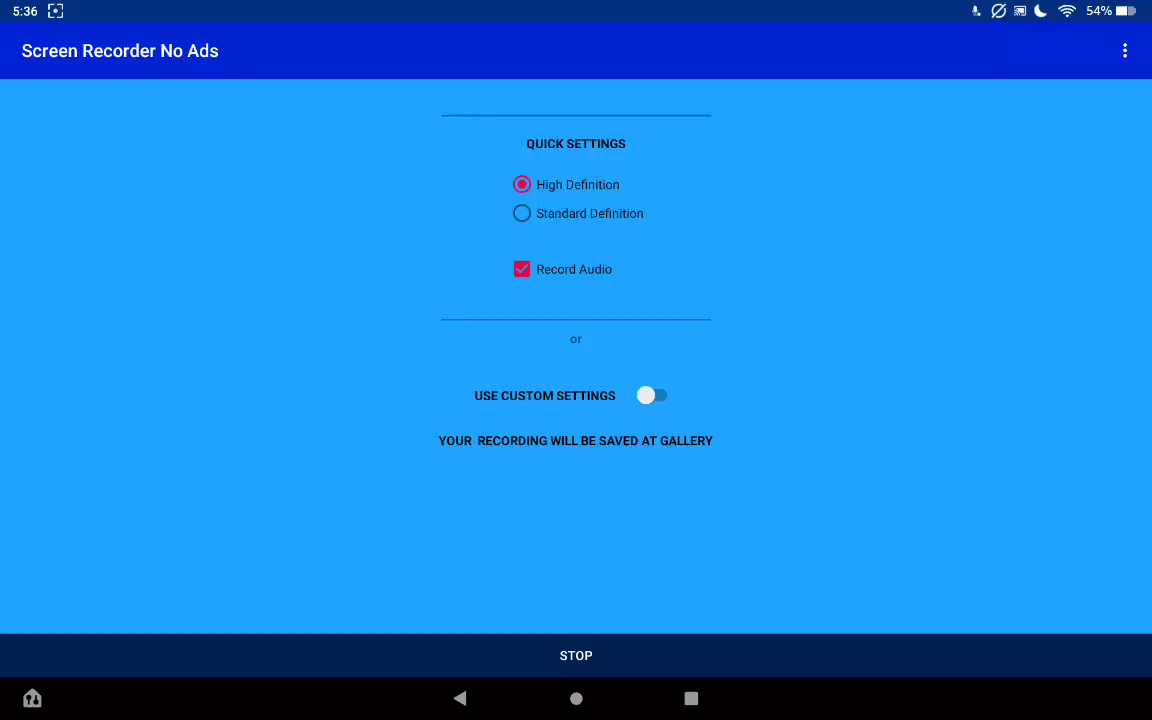 5:36
54%
Screen Recorder No Ads
QUICK SETTINGS
High Definition
Standard Definition
Record Audio
or
USE CUSTOM SETTINGS
YOUR  RECORDING WILL BE SAVED AT GALLERY
STOP